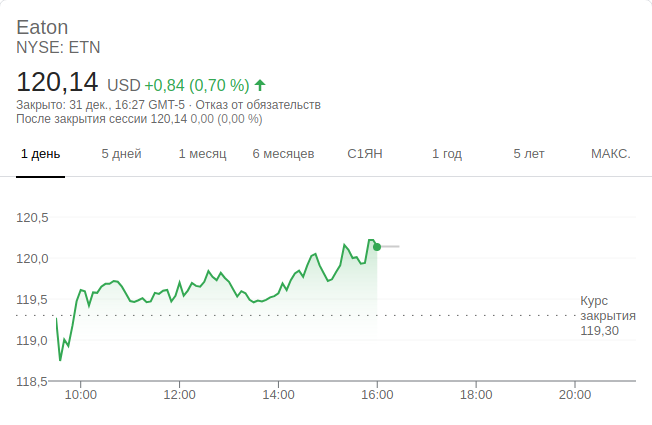 Eaton
NYSE: ETN
120,14 USD +0,84 (0,70 %)
Закрыто: 31 дек., 16:27 GMT-5 · Отказ от обязательств
После закрытия сессии 120,14 0,00 (0,00 %)
1 день 5 дней 1 месяц 6 месяцев С1ЯН 1 год 5 лет МАКС.
120,5
120,0
119,5
Курс
закрытия
119,30
119,0
118,5
10:00 12:00 14:00 16:00 18:00 20:00